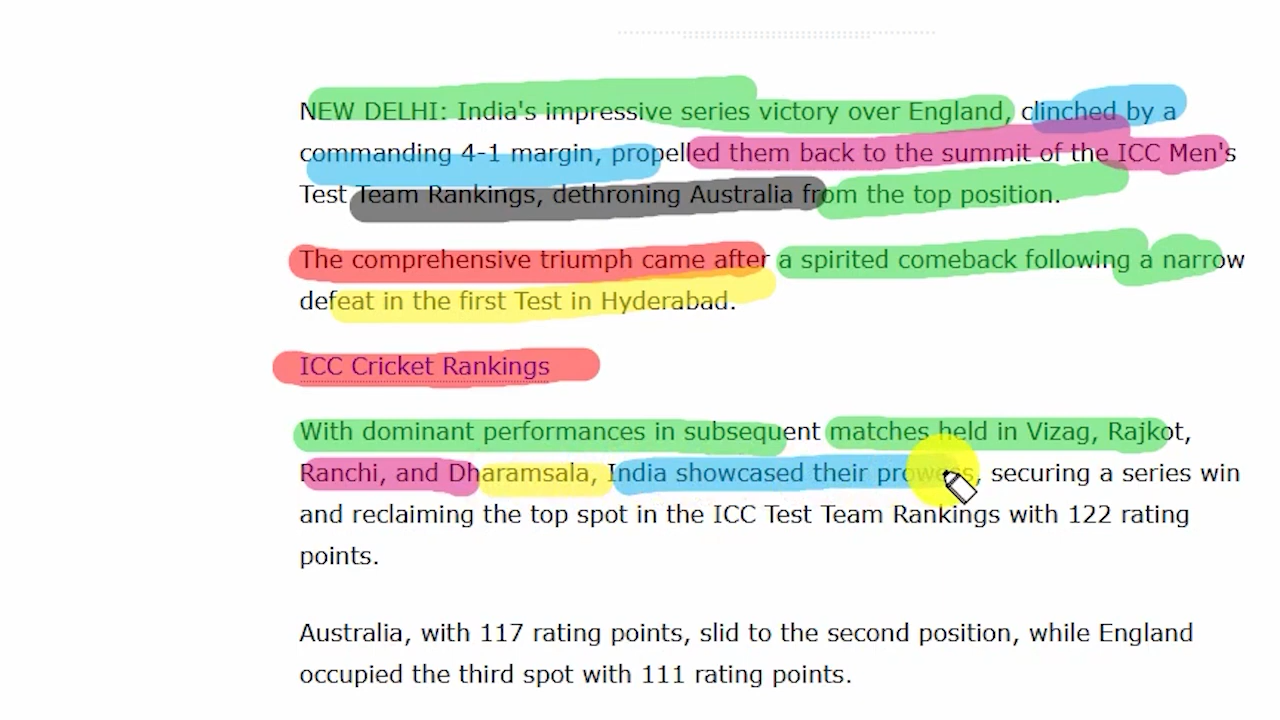 NEW DELHI: India's impressive series victory over England, clinched by a
commanding 4-1 margin, propelled them back to the summit of the ICC Men's
Test Team Rankings, dethroning Australia from the top position.
The comprehensive triumph came after a spirited comeback following a narrow
defeat in the first Test in Hyderabad.
ICC Cricket Rankings
With dominant performances in subsequent matches held in Vizag, Rajkot,
Ranchi, and Dharamsala, India showcased their prowess, securing a series win
and reclaiming the top spot in the ICC Test Team Rankings with 122 rating
points.
Australia, with 117 rating points, slid to the second position, while England
occupied the third spot with 111 rating points.